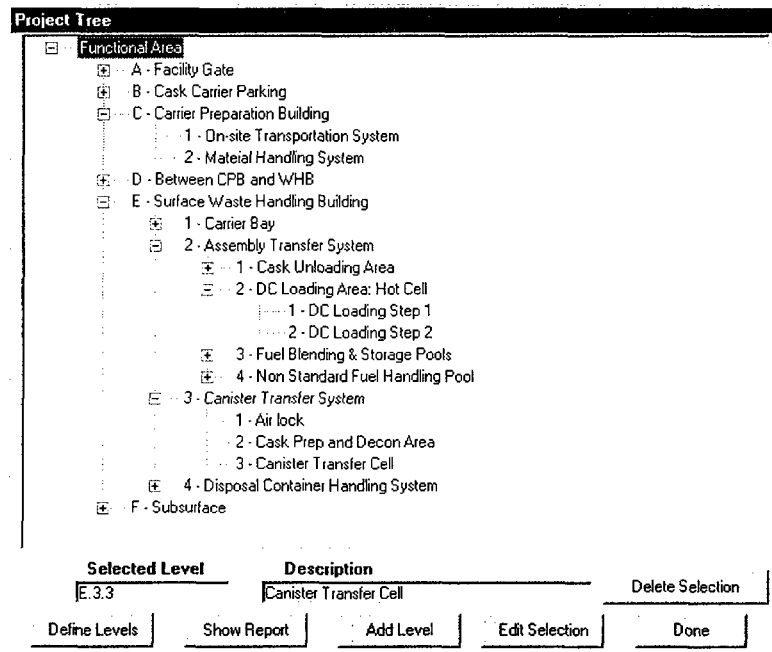 Project Tree
Functional Area
A - Facility Gate
B - Cask Carrier Parking
C - Carrier Preparation Building
1 - On-site Transportation System
2 - Mateial Handling System
D - Between CPB and WHB
E - Surface Waste Handling Building
1 - Carrier Bay
2 - Assembly Transfer System
1 - Cask Unloading Area
2 - DC Loading Area: Hot Cell
1 - DC Loading Step 1
2 - DC Loading Step 2
3 - Fuel Blending & Storage Pools
4 - Non Standard Fuel Handling Pool
3 - Canister Transfer System
1 - Air lock
2 - Cask Prep and Decon Area
3 - Canister Transfer Cell
4 - Disposal Container Handling System
F - Subsurface
Selected Level Description
E.3.3 Canister Transfer Cell Delete Selection
Define Levels Show Report Add Level Edit Selection Done